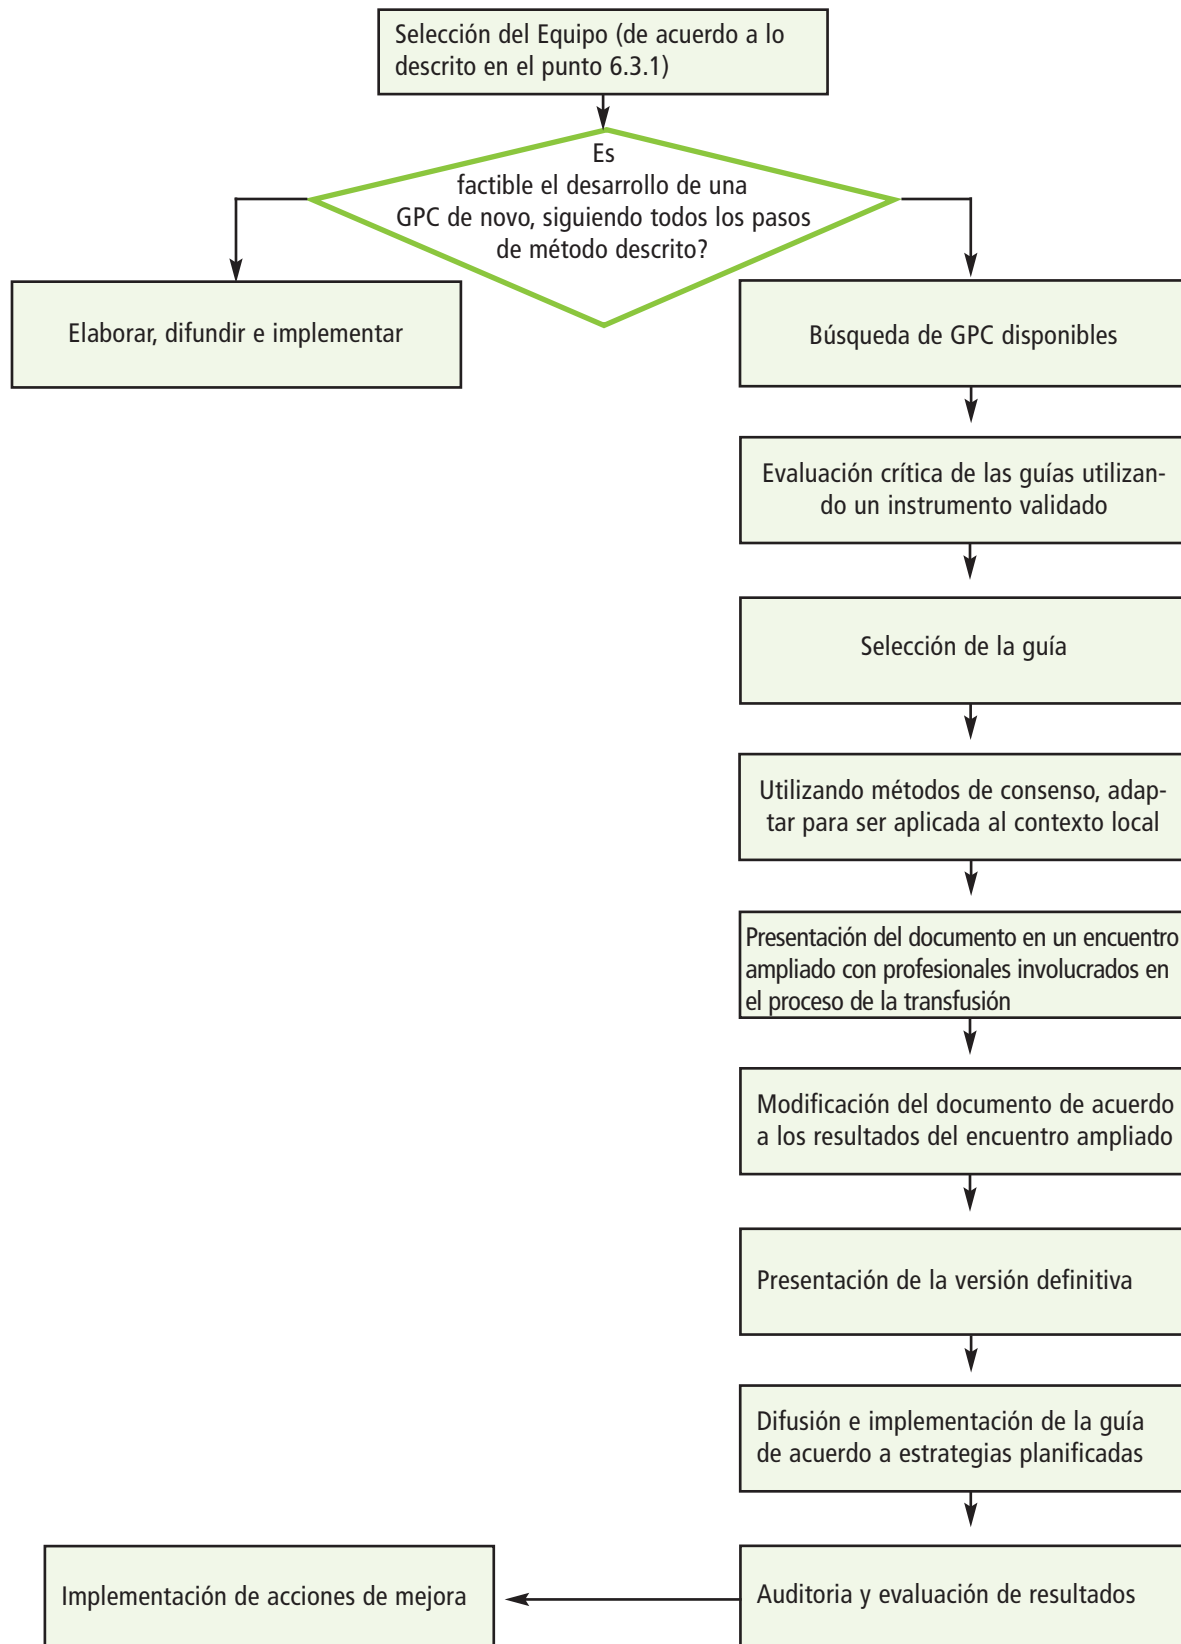 Selección del Equipo (de acuerdo a lo
descrito en el punto 6.3.1)
Es
factible el desarrollo de una
GPC de novo, siguiendo todos los pasos
de método descrito?
Elaborar, difundir e implementar
Búsqueda de GPC disponibles
Evaluación crítica de las guías utilizan-
do un instrumento validado
Selección de la guía
Utilizando métodos de consenso, adap-
tar para ser aplicada al contexto local
Presentación del documento en un encuentro
ampliado con profesionales involucrados en
el proceso de la transfusión
Modificación del documento de acuerdo
a los resultados del encuentro ampliado
Presentación de la versión definitiva
Difusión e implementación de la guía
de acuerdo a estrategias planificadas
Implementación de acciones de mejora
Auditoria y evaluación de resultados